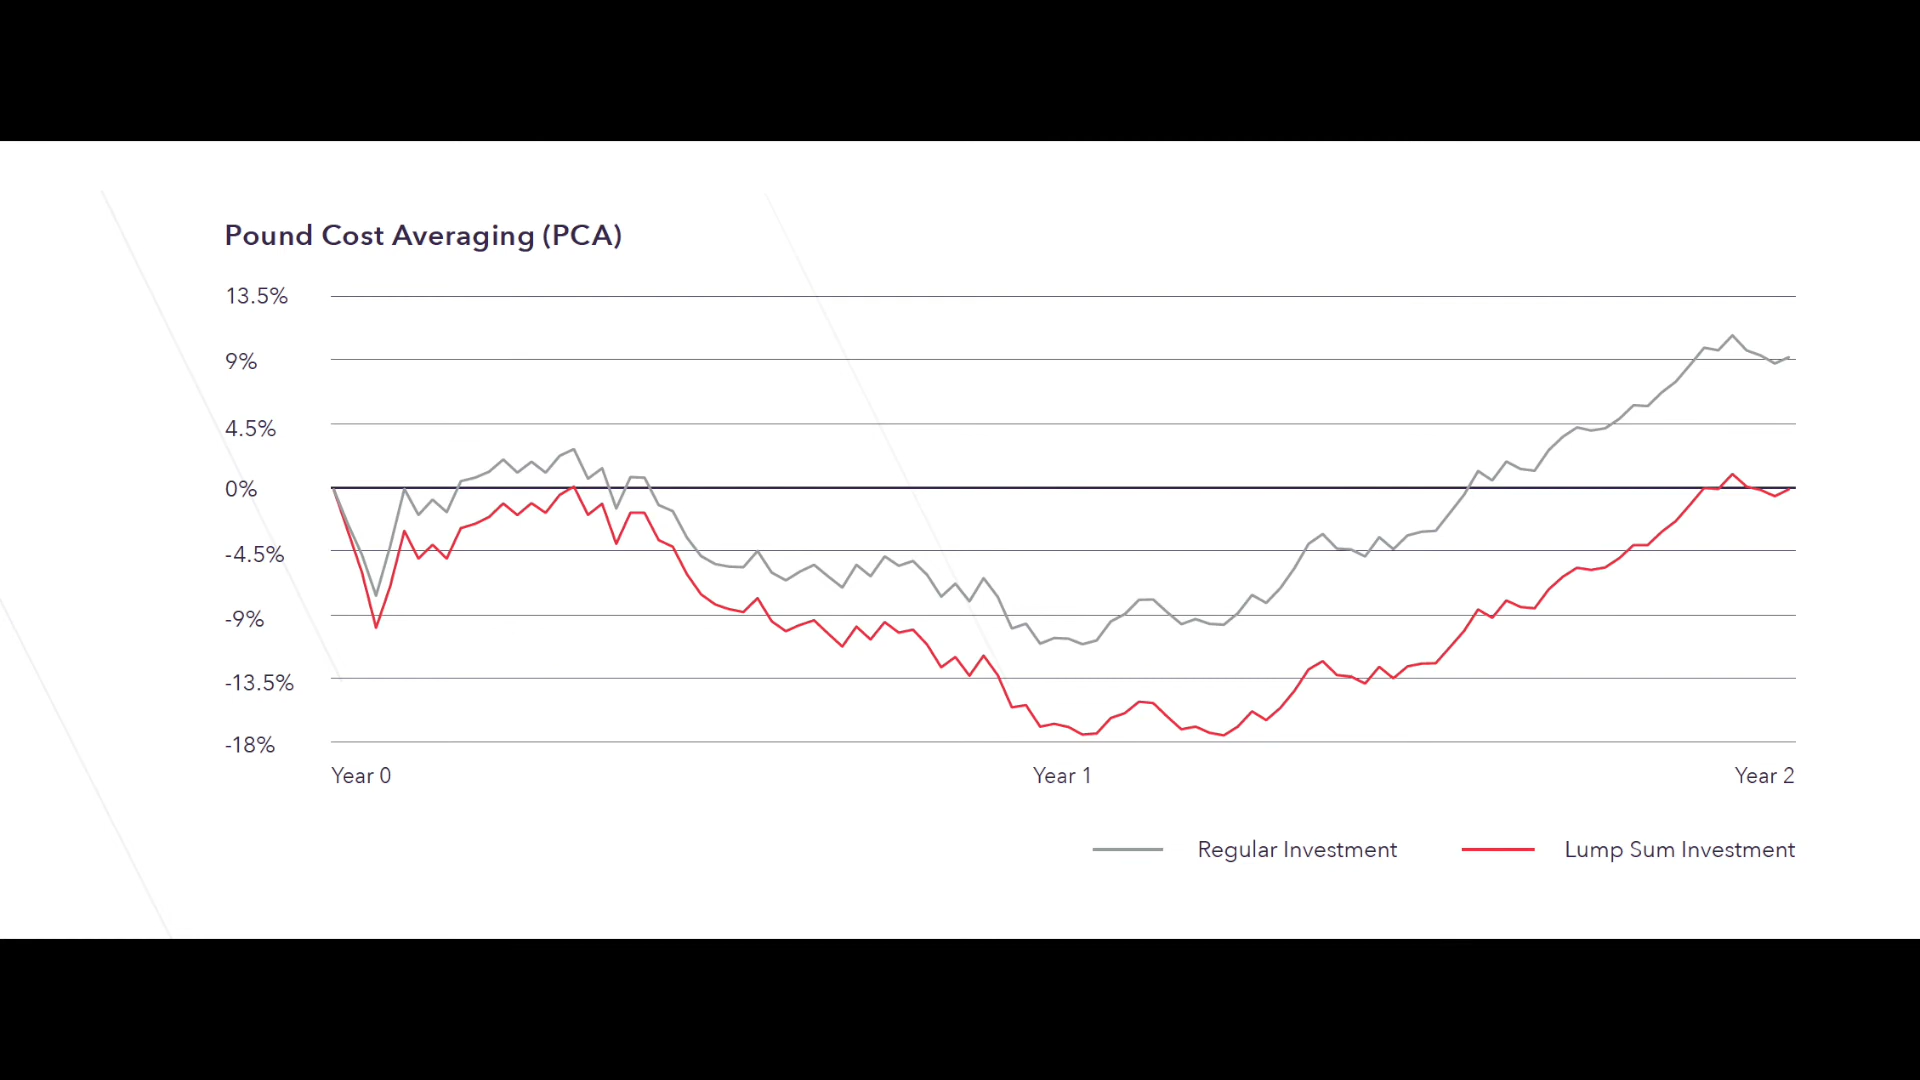 Pound Cost Averaging (PCA)
13.5%
9%
4.5%
0%
-4.5%
-9%
-13.5%
-18%
Year 0 Year 1 Year 2
Regular Investment Lump Sum Investment